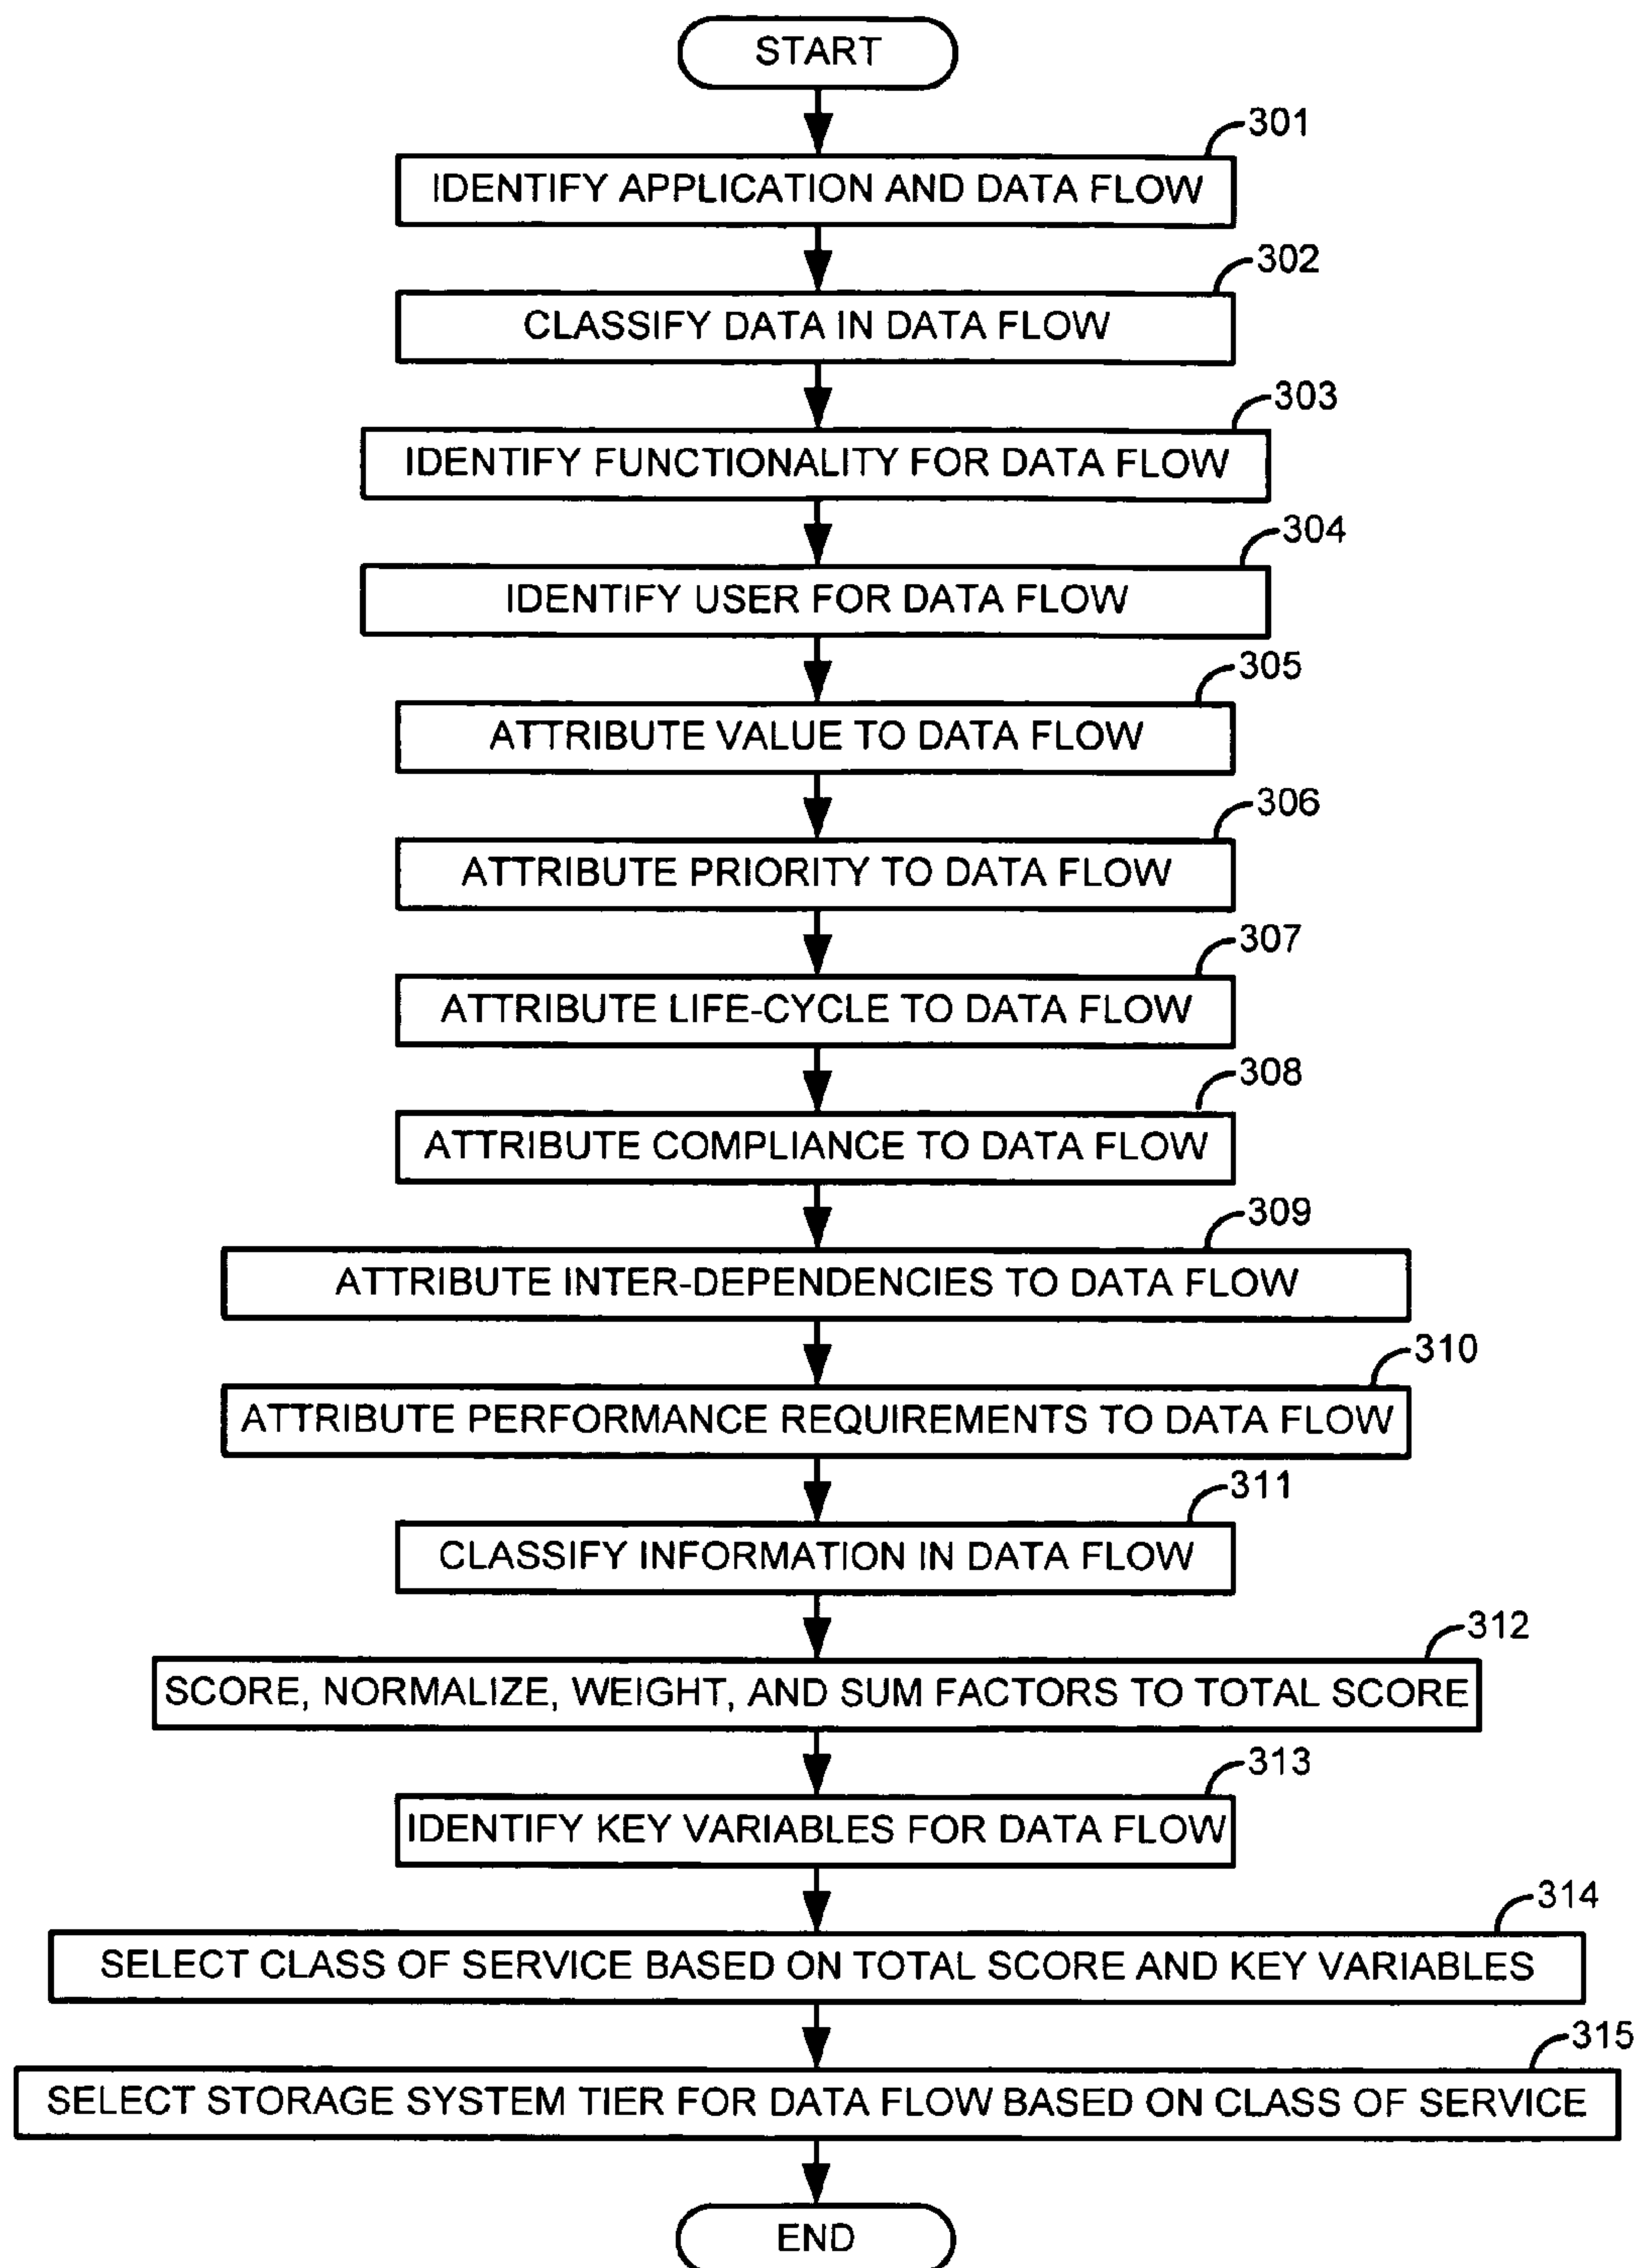 START
301
IDENTIFY APPLICATION AND DATA FLOW
302
CLASSIFY DATA IN DATA FLOW
303
IDENTIFY FUNCTIONALITY FOR DATA FLOW
304
IDENTIFY USER FOR DATA FLOW
305
ATTRIBUTE VALUE TO DATA FLOW
306
ATTRIBUTE PRIORITY TO DATA FLOW
307
ATTRIBUTE LIFE-CYCLE TO DATA FLOW
308
ATTRIBUTE COMPLIANCE TO DATA FLOW
309
ATTRIBUTE INTER-DEPENDENCIES TO DATA FLOW
310
ATTRIBUTE PERFORMANCE REQUIREMENTS TO DATA FLOW
311
CLASSIFY INFORMATION IN DATA FLOW
312
SCORE, NORMALIZE, WEIGHT, AND SUM FACTORS TO TOTAL SCORE
313
IDENTIFY KEY VARIABLES FOR DATA FLOW
314
SELECT CLASS OF SERVICE BASED ON TOTAL SCORE AND KEY VARIABLES
315
SELECT STORAGE SYSTEM TIER FOR DATA FLOW BASED ON CLASS OF SERVICE
END